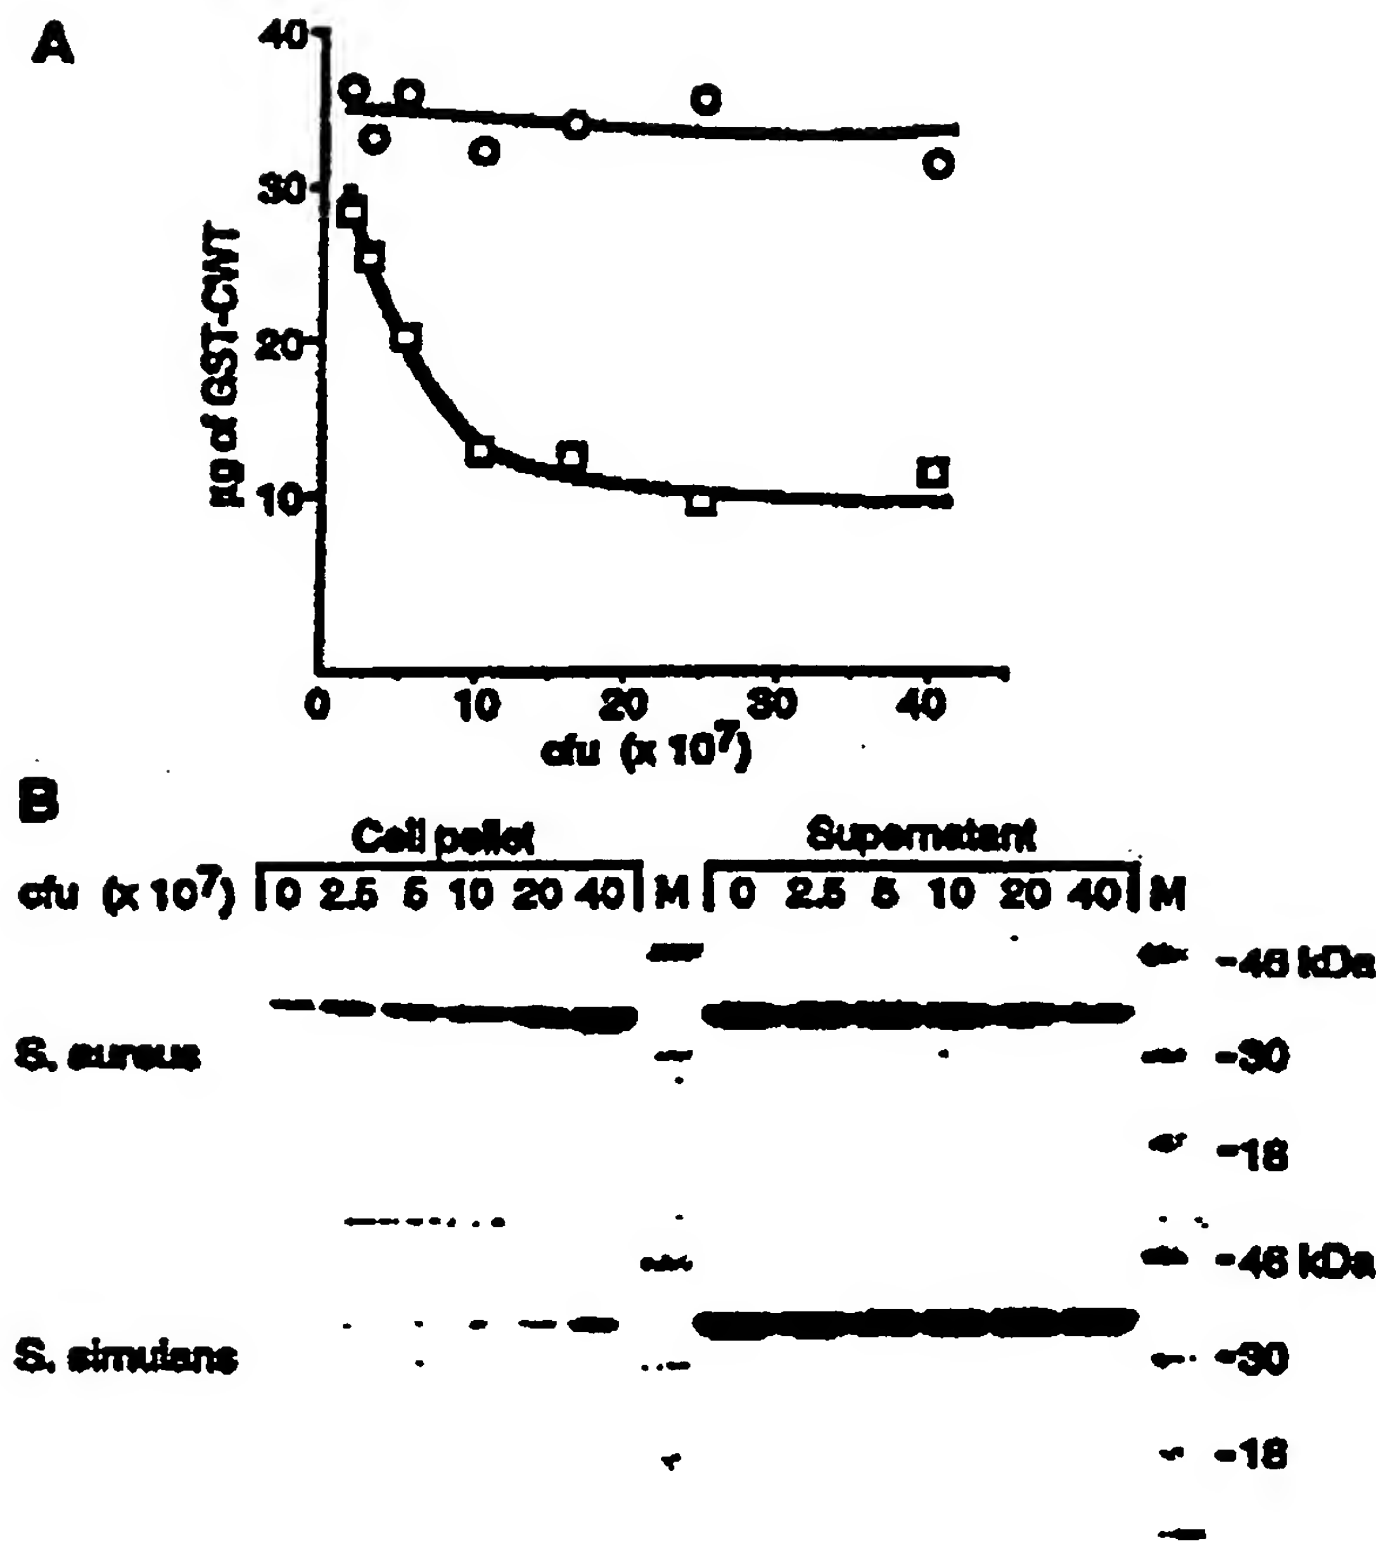 A
40
30
20
10
µg of GST-CWT
0 10 20 30 40
cfu (x 10⁷)
B
Cell pellet Supernatant
cfu (x 10⁷) 0 2.5 5 10 20 40 M 0 2.5 5 10 20 40 M
-46 kDa
S. aureus -30
-18
-46 kDa
S. simulans -30
-18